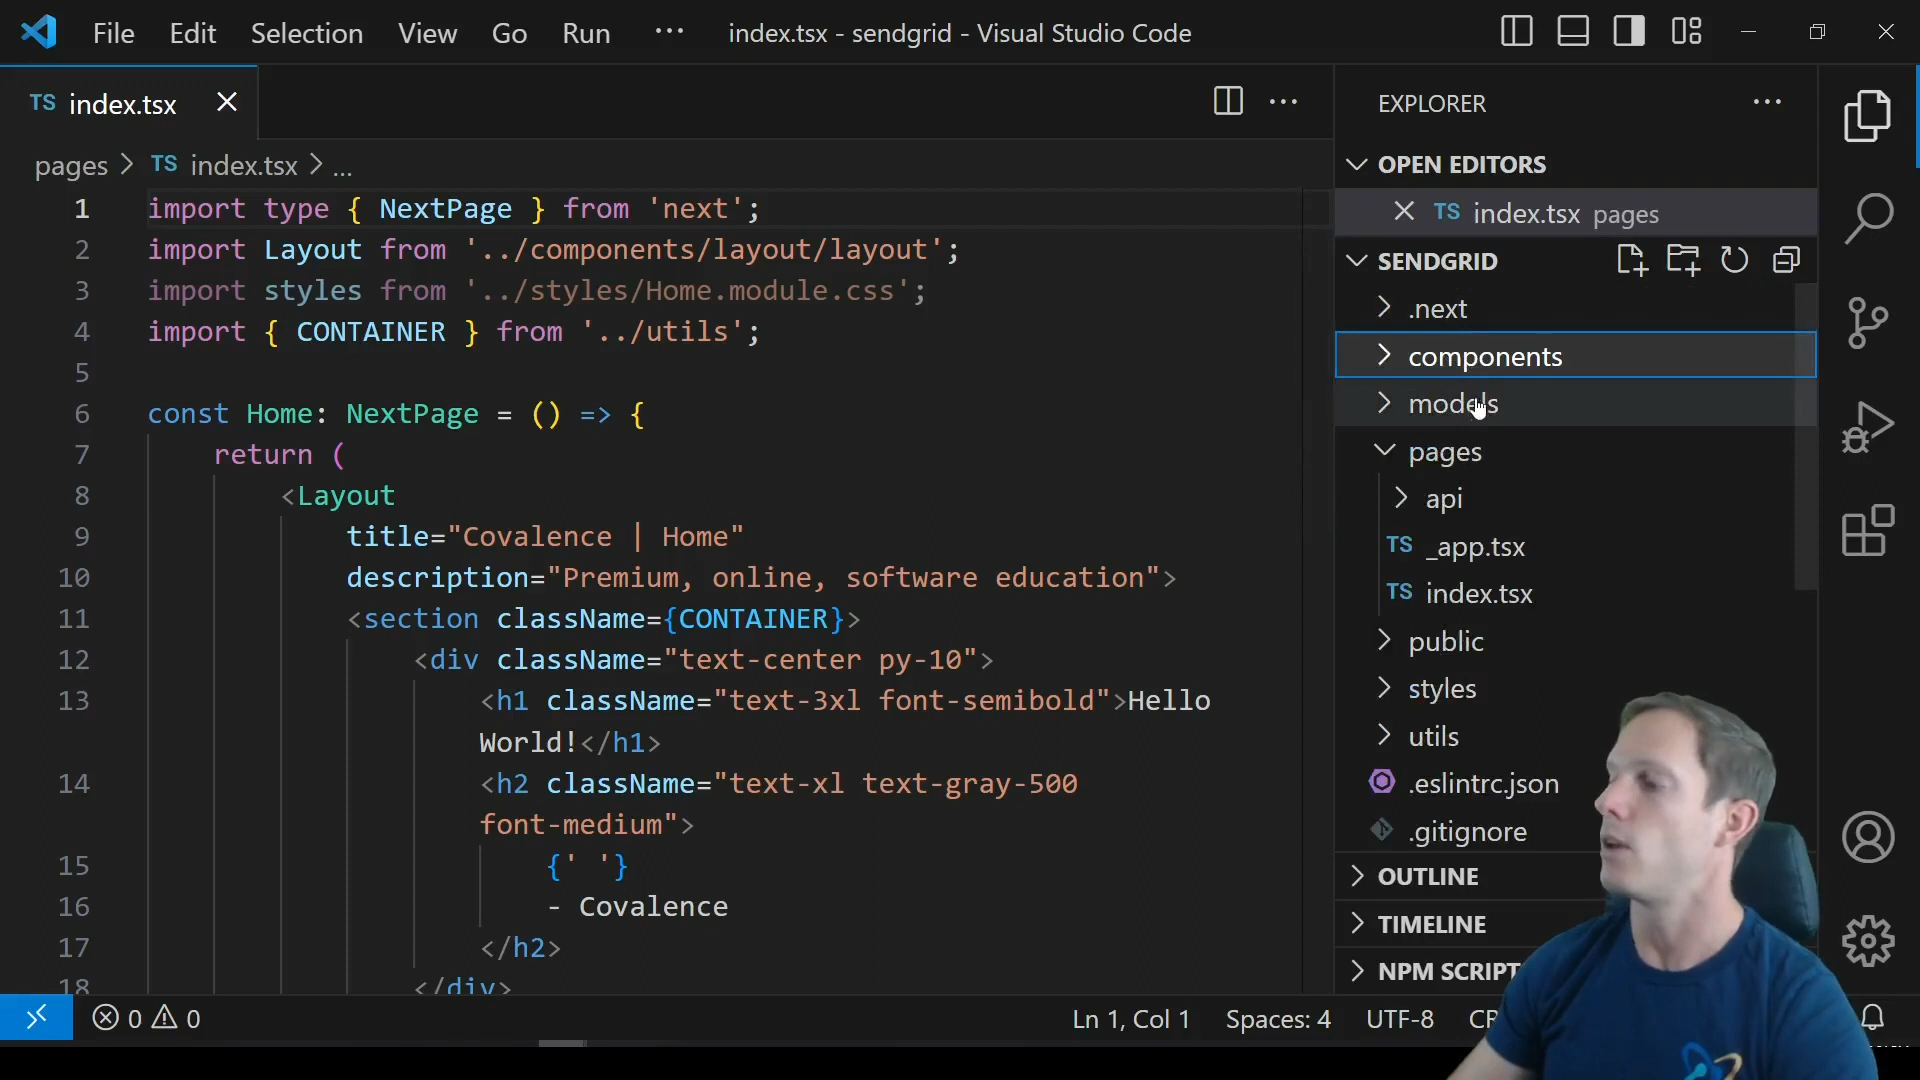 File Edit Selection View Go Run ··· index.tsx - sendgrid - Visual Studio Code
TS index.tsx
pages > TS index.tsx > ...
1 import type { NextPage } from 'next';
2 import Layout from '../components/layout/layout';
3 import styles from '../styles/Home.module.css';
4 import { CONTAINER } from '../utils';
5
6 const Home: NextPage = () => {
7 return (
8 <Layout
9 title="Covalence | Home"
10 description="Premium, online, software education">
11 <section className={CONTAINER}>
12 <div className="text-center py-10">
13 <h1 className="text-3xl font-semibold">Hello
World!</h1>
14 <h2 className="text-xl text-gray-500
font-medium">
15 {' '}
16 - Covalence
17 </h2>
18 </div>
EXPLORER
OPEN EDITORS
TS index.tsx pages
SENDGRID
.next
components
models
pages
api
TS _app.tsx
TS index.tsx
public
styles
utils
.eslintrc.json
.gitignore
OUTLINE
TIMELINE
NPM SCRIPT
0 0
Ln 1, Col 1 Spaces: 4 UTF-8